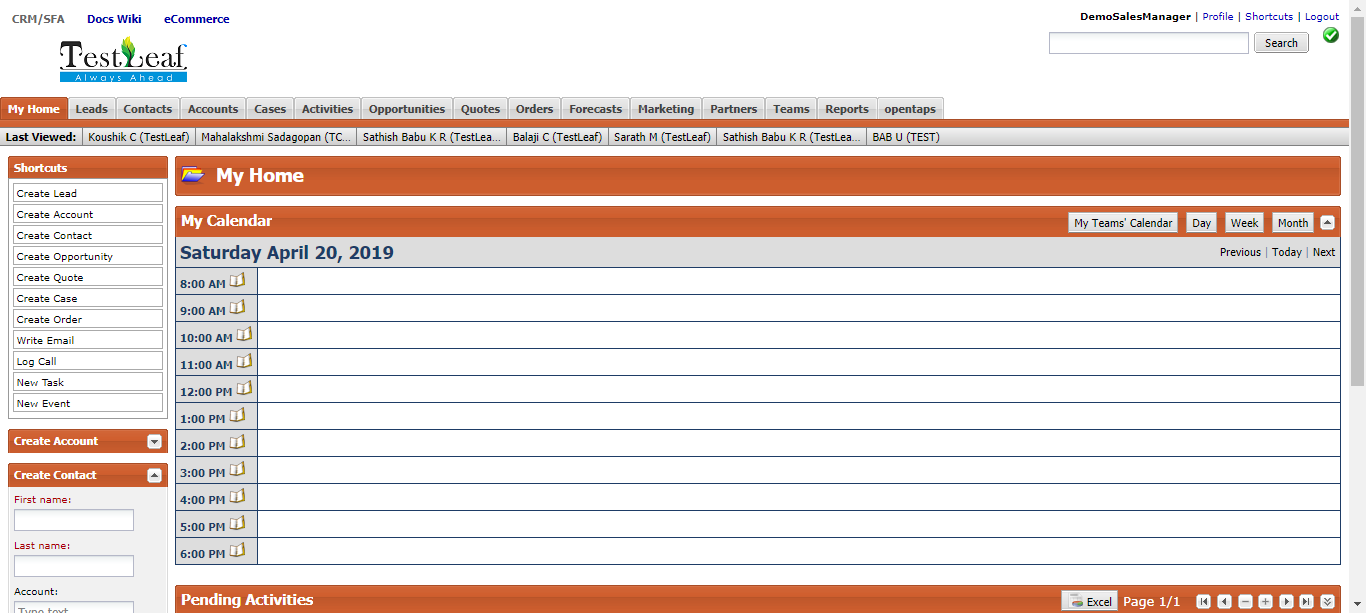 CRM/SFA Docs Wiki eCommerce
DemoSalesManager | Profile | Shortcuts | Logout
TestLeaf
Always Ahead
Search
My Home Leads Contacts Accounts Cases Activities Opportunities Quotes Orders Forecasts Marketing Partners Teams Reports opentaps
Last Viewed: Koushik C (TestLeaf) Mahalakshmi Sadagopan (TC... Sathish Babu K R (TestLea... Balaji C (TestLeaf) Sarath M (TestLeaf) Sathish Babu K R (TestLea... BAB U (TEST)
Shortcuts
Create Lead
Create Account
Create Contact
Create Opportunity
Create Quote
Create Case
Create Order
Write Email
Log Call
New Task
New Event
Create Account
Create Contact
First name:
Last name:
Account:
Type text
My Home
My Calendar My Teams' Calendar Day Week Month
Saturday April 20, 2019 Previous | Today | Next
8:00 AM
9:00 AM
10:00 AM
11:00 AM
12:00 PM
1:00 PM
2:00 PM
3:00 PM
4:00 PM
5:00 PM
6:00 PM
Pending Activities Excel Page 1/1